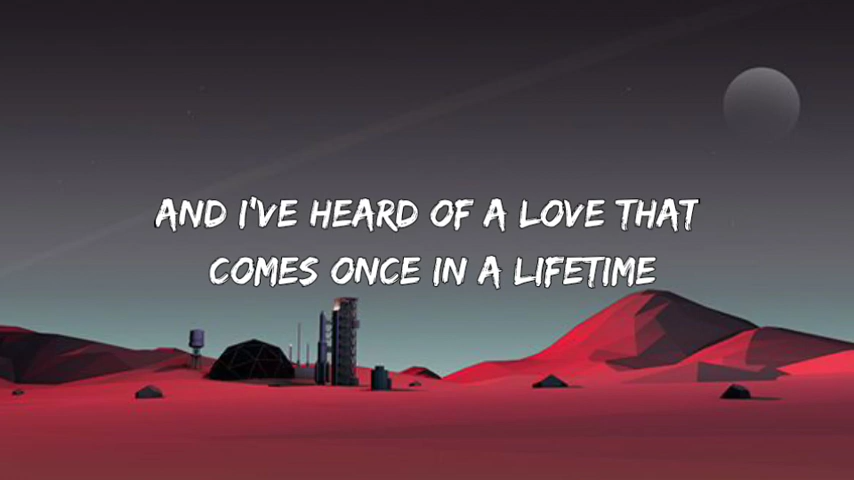 AND I'VE HEARD OF A LOVE THAT
COMES ONCE IN A LIFETIME